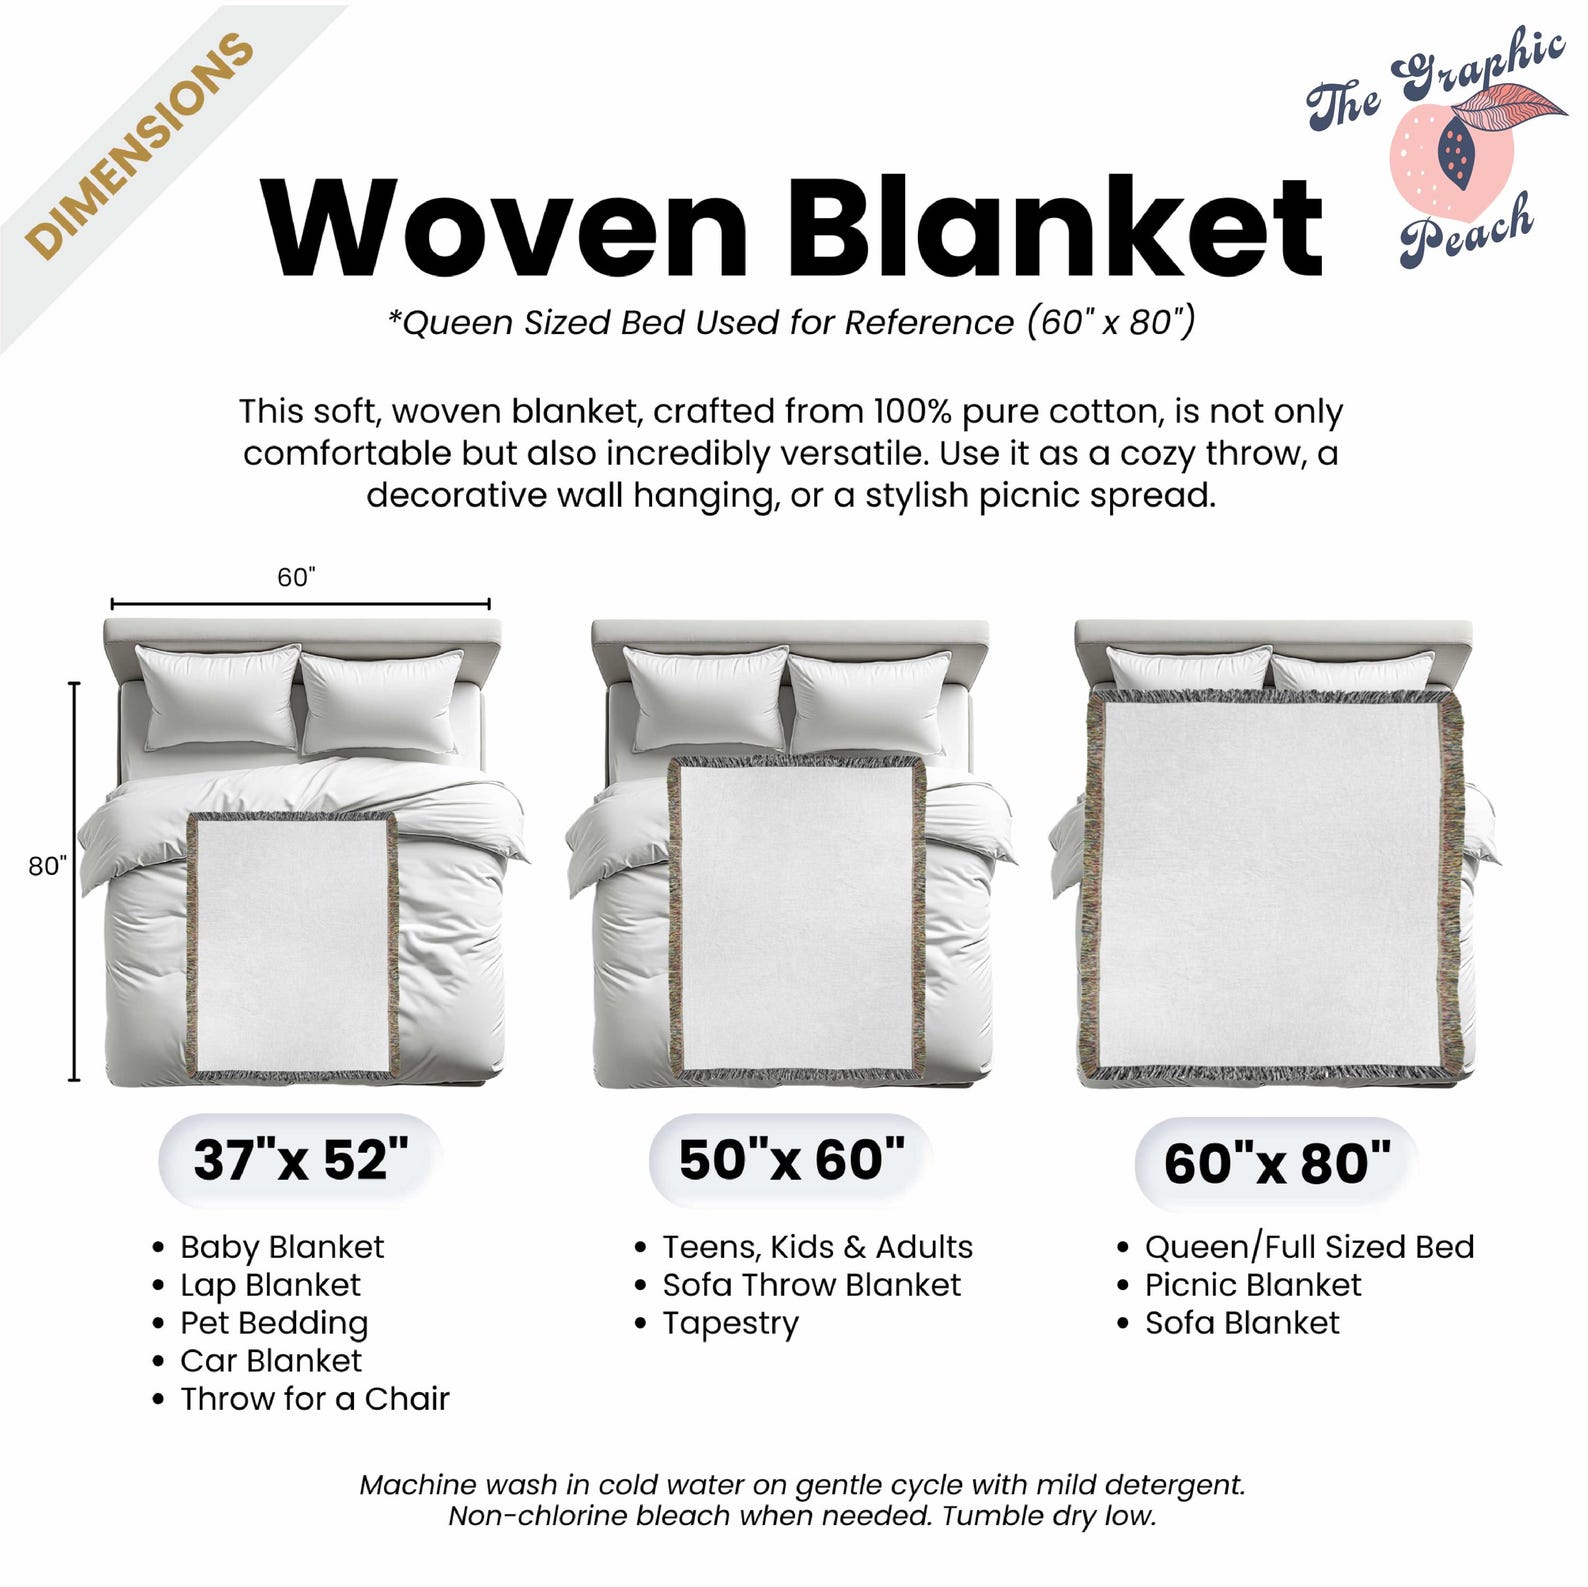 DIMENSIONS
The Graphic
Peach
Woven Blanket
*Queen Sized Bed Used for Reference (60" x 80")
This soft, woven blanket, crafted from 100% pure cotton, is not only
comfortable but also incredibly versatile. Use it as a cozy throw, a
decorative wall hanging, or a stylish picnic spread.
60"
80"
37"x 52"
• Baby Blanket
• Lap Blanket
• Pet Bedding
• Car Blanket
• Throw for a Chair
50"x 60"
• Teens, Kids & Adults
• Sofa Throw Blanket
• Tapestry
60"x 80"
• Queen/Full Sized Bed
• Picnic Blanket
• Sofa Blanket
Machine wash in cold water on gentle cycle with mild detergent.
Non-chlorine bleach when needed. Tumble dry low.